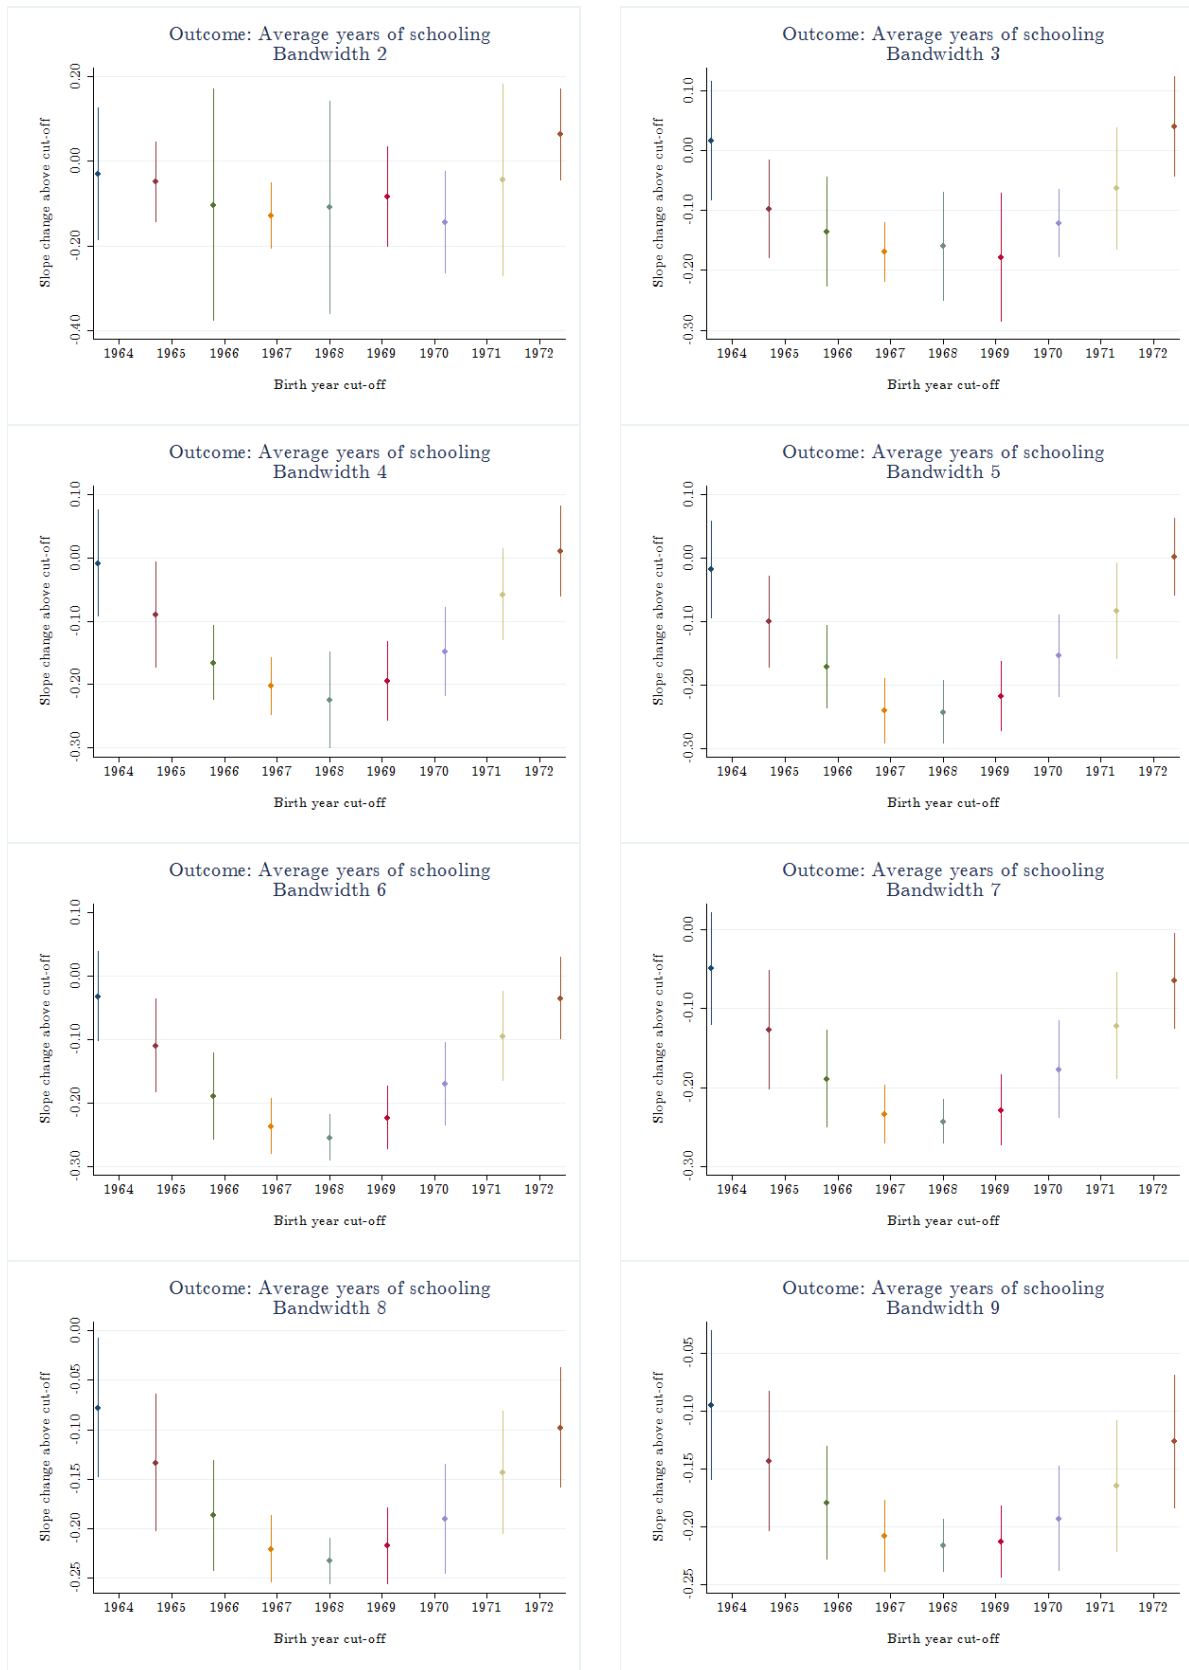 Outcome: Average years of schooling
Bandwidth 2
Slope change above cut-off
0.20
0.00
-0.20
-0.40
1964 1965 1966 1967 1968 1969 1970 1971 1972
Birth year cut-off
Outcome: Average years of schooling
Bandwidth 3
Slope change above cut-off
0.10
0.00
-0.10
-0.20
-0.30
1964 1965 1966 1967 1968 1969 1970 1971 1972
Birth year cut-off
Outcome: Average years of schooling
Bandwidth 4
Slope change above cut-off
0.10
0.00
-0.10
-0.20
-0.30
1964 1965 1966 1967 1968 1969 1970 1971 1972
Birth year cut-off
Outcome: Average years of schooling
Bandwidth 5
Slope change above cut-off
0.10
0.00
-0.10
-0.20
-0.30
1964 1965 1966 1967 1968 1969 1970 1971 1972
Birth year cut-off
Outcome: Average years of schooling
Bandwidth 6
Slope change above cut-off
0.10
0.00
-0.10
-0.20
-0.30
1964 1965 1966 1967 1968 1969 1970 1971 1972
Birth year cut-off
Outcome: Average years of schooling
Bandwidth 7
Slope change above cut-off
0.00
-0.10
-0.20
-0.30
1964 1965 1966 1967 1968 1969 1970 1971 1972
Birth year cut-off
Outcome: Average years of schooling
Bandwidth 8
Slope change above cut-off
0.00
-0.05
-0.10
-0.15
-0.20
-0.25
1964 1965 1966 1967 1968 1969 1970 1971 1972
Birth year cut-off
Outcome: Average years of schooling
Bandwidth 9
Slope change above cut-off
-0.05
-0.10
-0.15
-0.20
-0.25
1964 1965 1966 1967 1968 1969 1970 1971 1972
Birth year cut-off